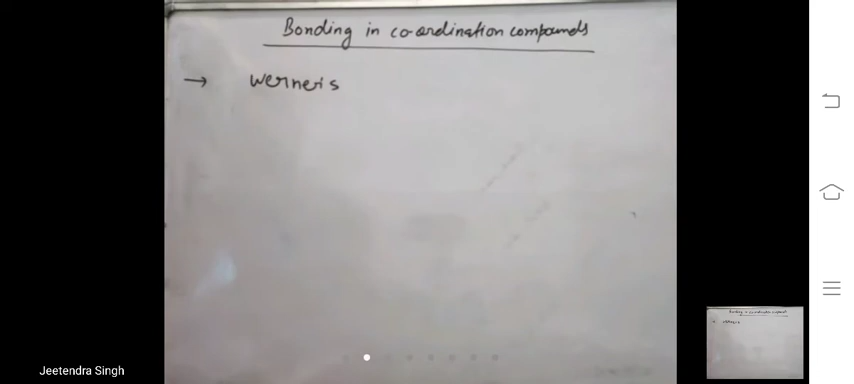 Bonding in co-ordination compounds
→ Werner's
Jeetendra Singh